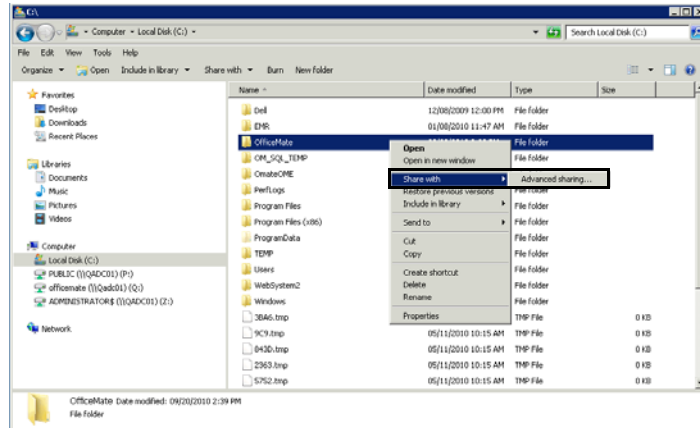 C:\
Computer Local Disk (C:)
Search Local Disk (C:)
File Edit View Tools Help
Organize Open Include in library Share with Burn New folder
Name Date modified Type Size
Favorites
Desktop
Downloads
Recent Places
Libraries
Documents
Music
Pictures
Videos
Computer
Local Disk (C:)
PUBLIC (\\QADC01) (P:)
officemate (\\Qadc01) (Q:)
ADMINISTRATOR$ (\\QADC01) (Z:)
Network
Dell 12/08/2009 12:00 PM File folder
EMR 01/08/2010 11:47 AM File folder
OfficeMate File folder
OM_SQL_TEMP File folder
OmateOME
PerfLogs File folder
Program Files File folder
Program Files (x86) File folder
ProgramData File folder
TEMP File folder
Users File folder
WebSystem2 File folder
Windows File folder
3BA6.tmp TMP File 0 KB
9C9.tmp 05/11/2010 10:15 AM TMP File 0 KB
843D.tmp 05/11/2010 10:15 AM TMP File 0 KB
2363.tmp 05/11/2010 10:15 AM TMP File 0 KB
5752.tmp 05/11/2010 10:15 AM TMP File 0 KB
Open
Open in new window
Share with
Advanced sharing...
Restore previous versions
Include in library
Send to
Cut
Copy
Create shortcut
Delete
Rename
Properties
OfficeMate Date modified: 09/20/2010 2:39 PM
File folder